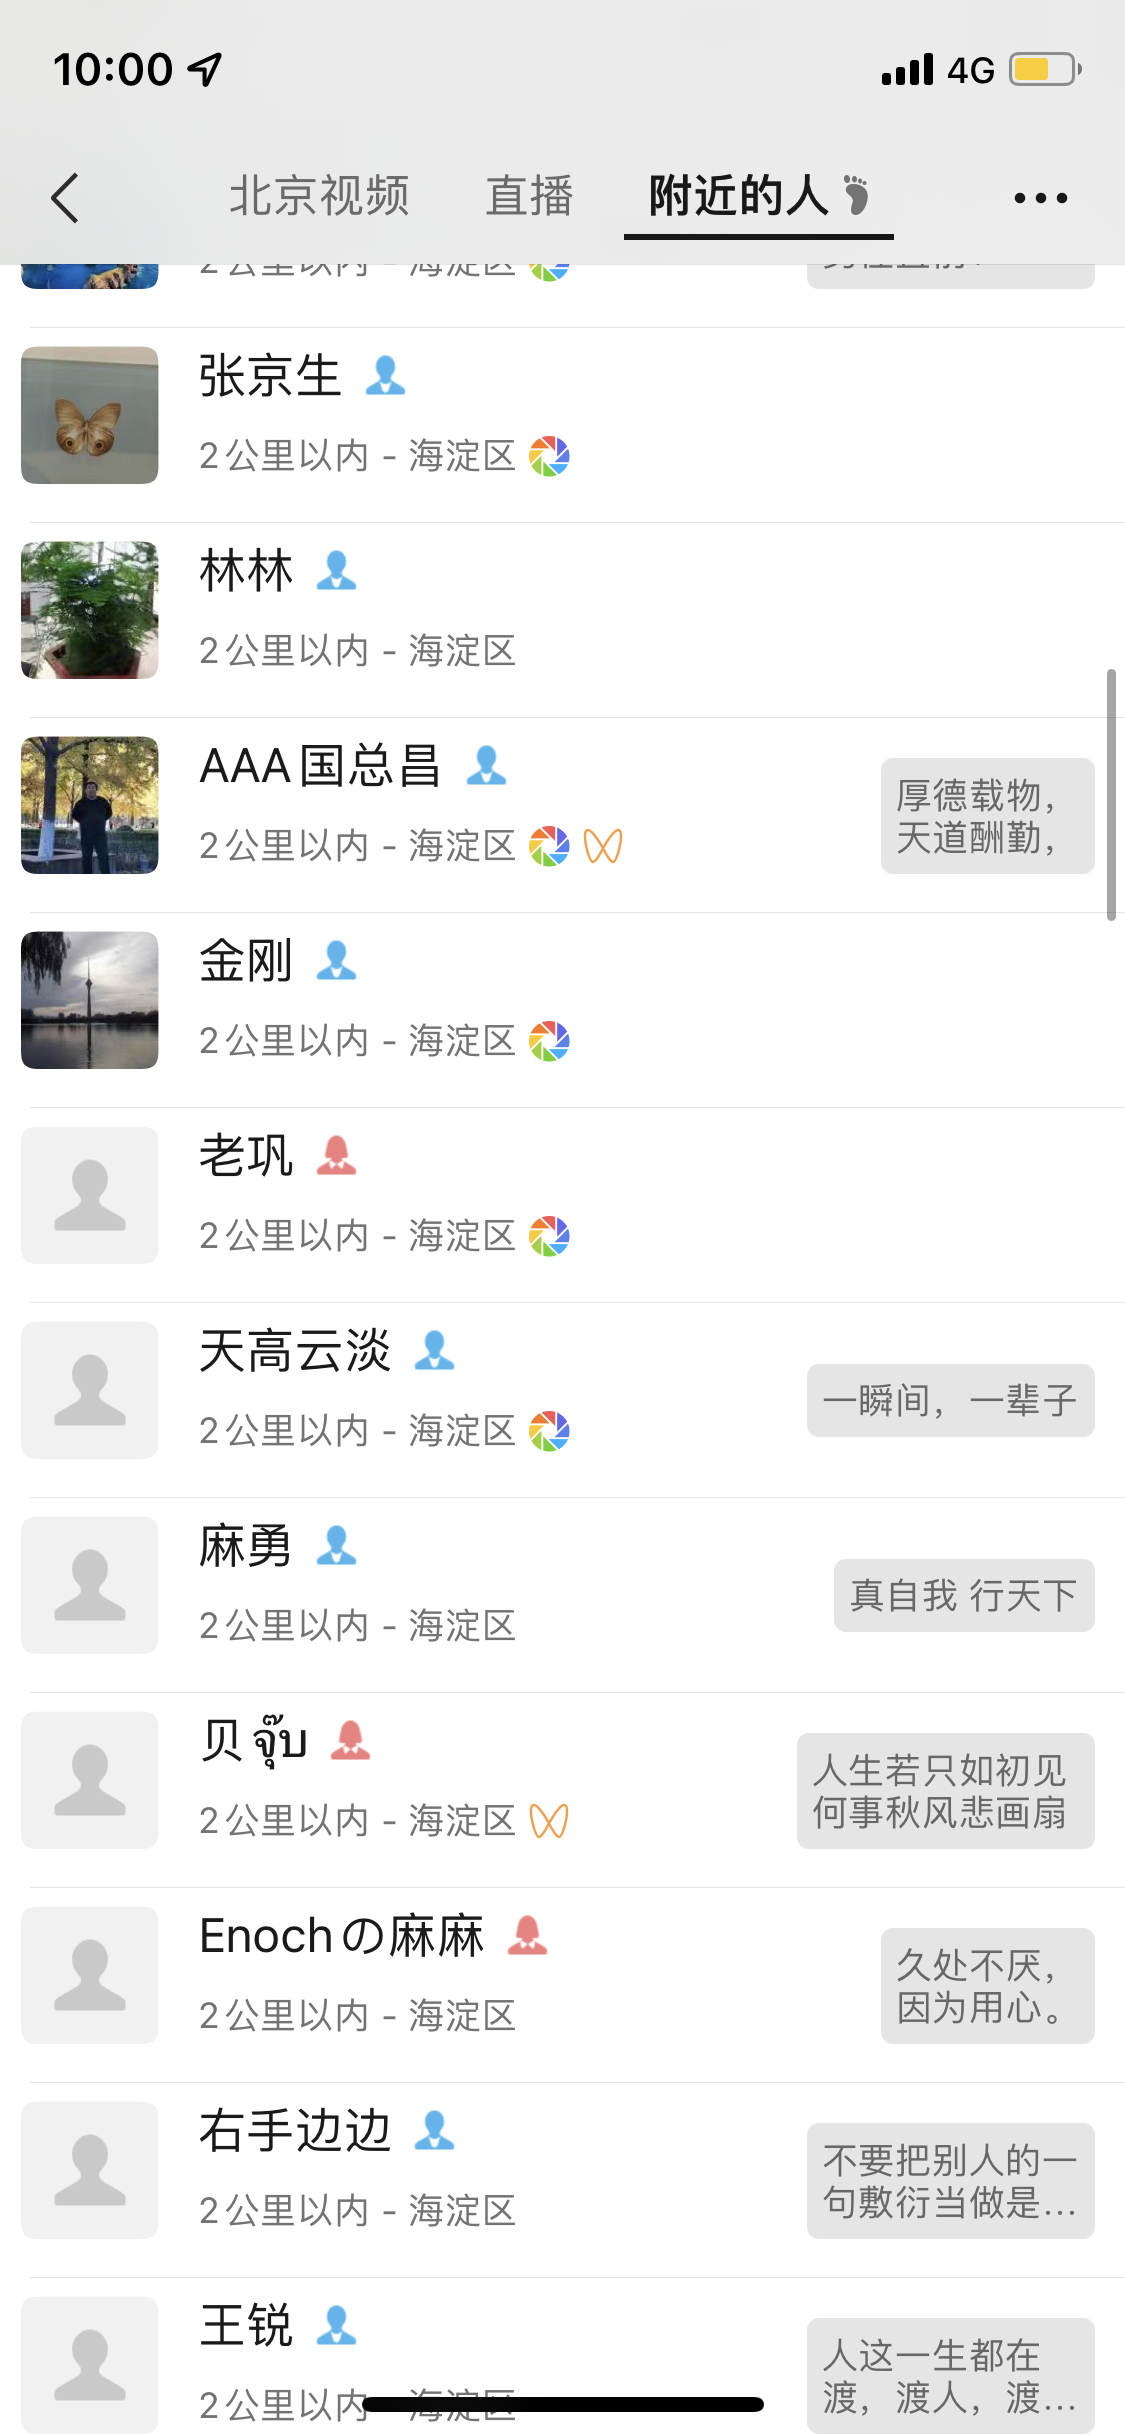 10:00
4G
北京视频 直播 附近的人
2公里以内 - 海淀区
张京生
2公里以内 - 海淀区
林林
2公里以内 - 海淀区
AAA国总昌
2公里以内 - 海淀区
厚德载物，
天道酬勤，
金刚
2公里以内 - 海淀区
老巩
2公里以内 - 海淀区
天高云淡
2公里以内 - 海淀区
一瞬间，一辈子
麻勇
2公里以内 - 海淀区
真自我 行天下
贝จุ๊บ
2公里以内 - 海淀区
人生若只如初见
何事秋风悲画扇
Enochの麻麻
2公里以内 - 海淀区
久处不厌，
因为用心。
右手边边
2公里以内 - 海淀区
不要把别人的一
句敷衍当做是...
王锐
2公里以内 - 海淀区
人这一生都在
渡，渡人，渡...